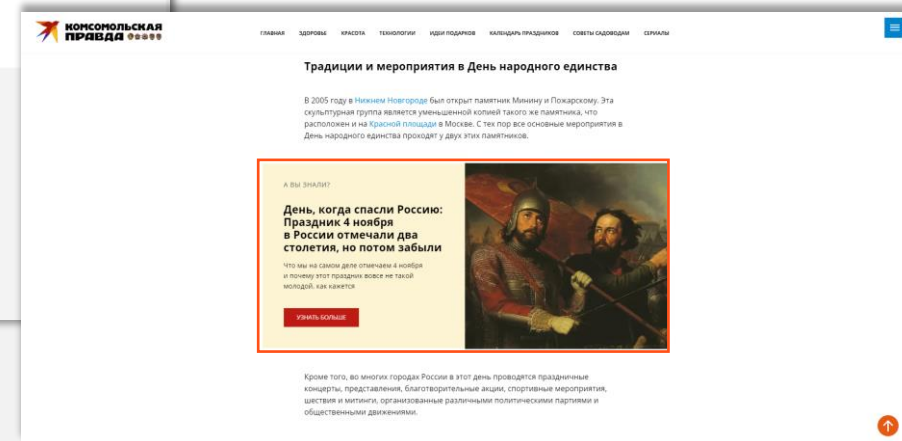 КОМСОМОЛЬСКАЯ
ПРАВДА
ГЛАВНАЯ ЗДОРОВЬЕ КРАСОТА ТЕХНОЛОГИИ ИДЕИ ПОДАРКОВ КАЛЕНДАРЬ ПРАЗДНИКОВ СОВЕТЫ САДОВОДАМ СЕРИАЛЫ
Традиции и мероприятия в День народного единства
В 2005 году в Нижнем Новгороде был открыт памятник Минину и Пожарскому. Эта
скульптурная группа является уменьшенной копией такого же памятника, что
расположен и на Красной площади в Москве. С тех пор все основные мероприятия в
День народного единства проходят у двух этих памятников.
А ВЫ ЗНАЛИ?
День, когда спасли Россию:
Праздник 4 ноября
в России отмечали два
столетия, но потом забыли
Что мы на самом деле отмечаем 4 ноября
и почему этот праздник вовсе не такой
молодой, как кажется
УЗНАТЬ БОЛЬШЕ
Кроме того, во многих городах России в этот день проводятся праздничные
концерты, представления, благотворительные акции, спортивные мероприятия,
шествия и митинги, организованные различными политическими партиями и
общественными движениями.